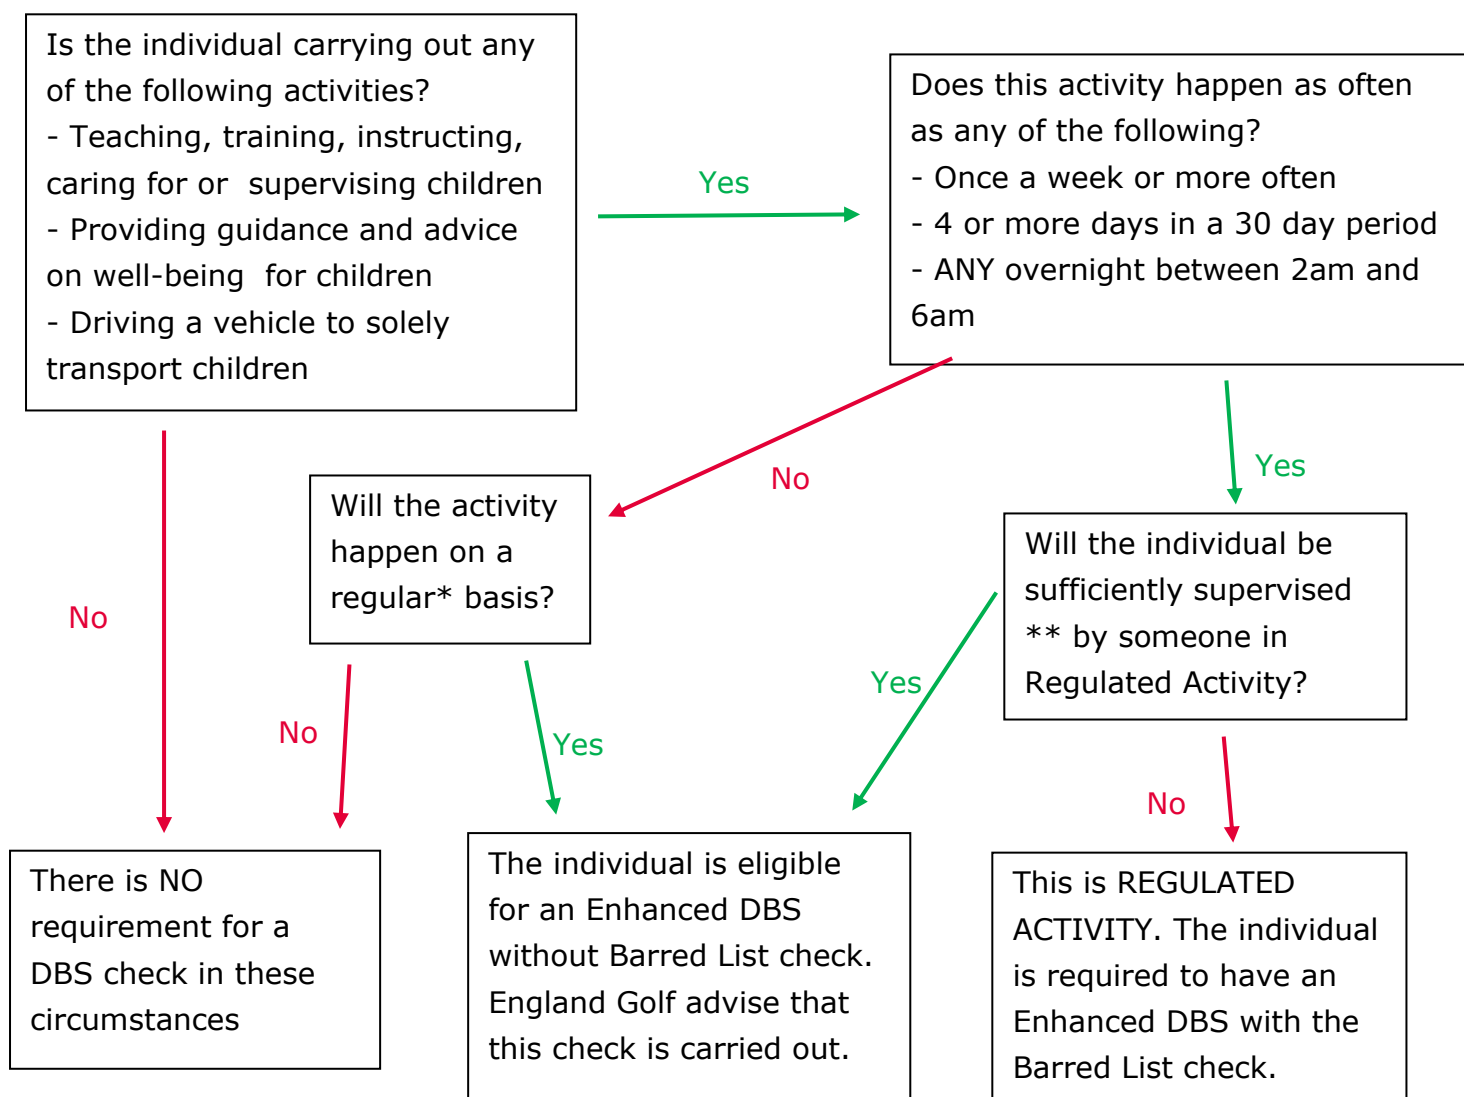 Is the individual carrying out any
of the following activities?
- Teaching, training, instructing,
caring for or  supervising children
- Providing guidance and advice
on well-being  for children
- Driving a vehicle to solely
transport children
Yes
Does this activity happen as often
as any of the following?
- Once a week or more often
- 4 or more days in a 30 day period
- ANY overnight between 2am and
6am
No
No
Yes
Will the activity
happen on a
regular* basis?
Will the individual be
sufficiently supervised
** by someone in
Regulated Activity?
No
Yes
Yes
No
There is NO
requirement for a
DBS check in these
circumstances
The individual is eligible
for an Enhanced DBS
without Barred List check.
England Golf advise that
this check is carried out.
This is REGULATED
ACTIVITY. The individual
is required to have an
Enhanced DBS with the
Barred List check.